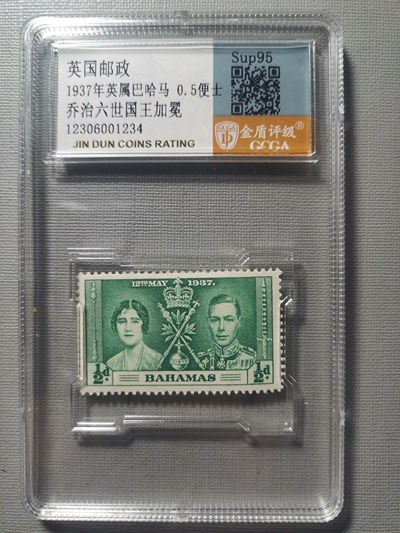 Sup95
英国邮政
1937年英属巴哈马 0.5便士
乔治六世国王加冕
12306001234
JIN DUN COINS RATING
金盾评级
GCGA
12TH MAY 1937.
½d.
½d.
BAHAMAS